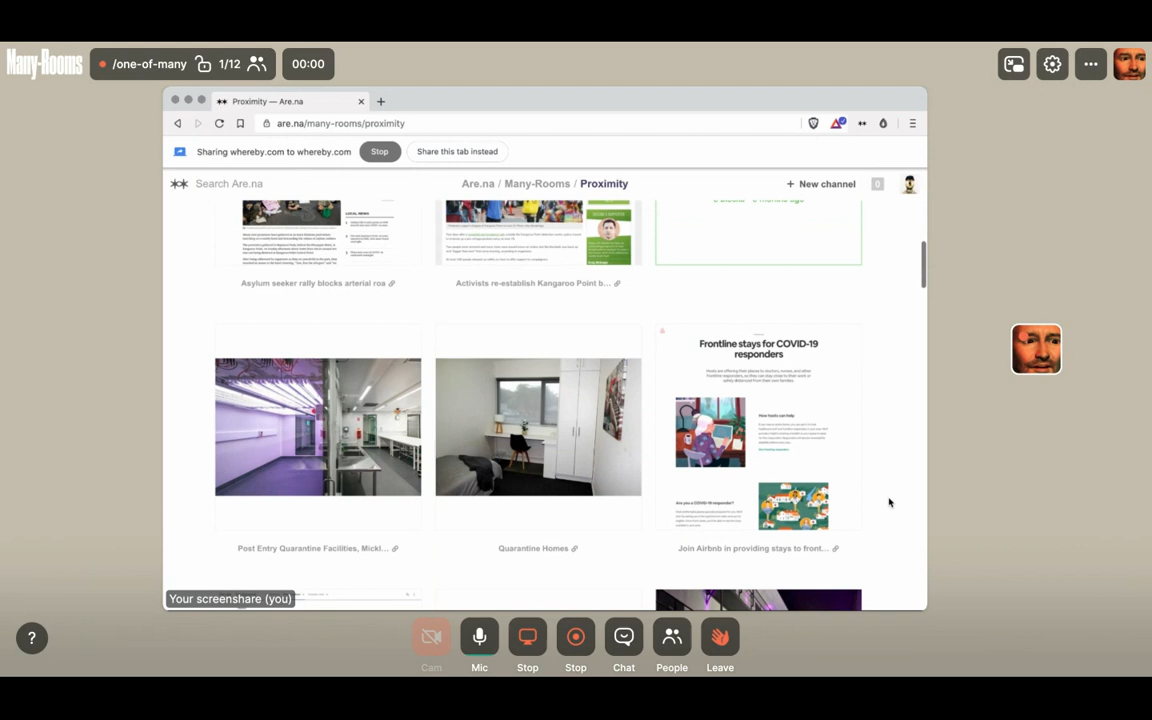 Many-Rooms
/one-of-many
1/12
00:00
Proximity — Are.na
are.na/many-rooms/proximity
Sharing whereby.com to whereby.com
Stop
Share this tab instead
Search Are.na
Are.na / Many-Rooms / Proximity
+ New channel
0
LOCAL NEWS
Asylum seeker rally blocks arterial roa
Activists re-establish Kangaroo Point b...
Frontline stays for COVID-19
responders
How hosts can help
Are you a COVID-19 responder?
Post Entry Quarantine Facilities, Mickl...
Quarantine Homes
Join Airbnb in providing stays to front...
Your screenshare (you)
?
Cam
Mic
Stop
Stop
Chat
People
Leave